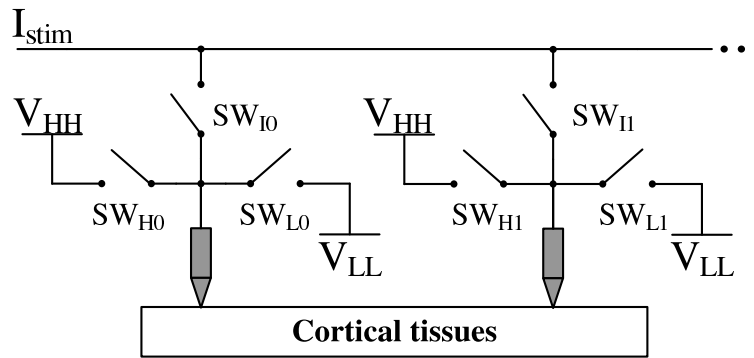 Istim
VHH
SWI0
VHH
SWI1
SWH0
SWL0
SWH1
SWL1
VLL
VLL
Cortical tissues